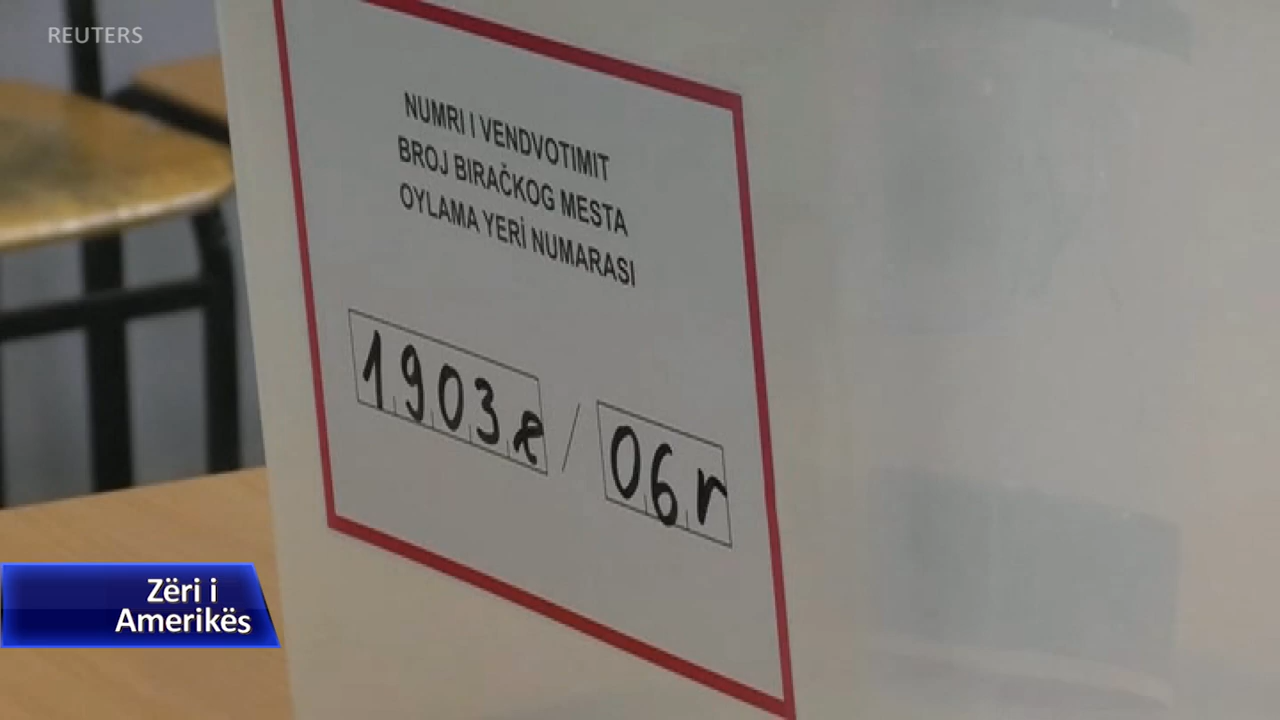 REUTERS
NUMRI I VENDVOTIMIT
BROJ BIRAČKOG MESTA
OYLAMA YERİ NUMARASI
1903e / 06r
Zëri i
Amerikës